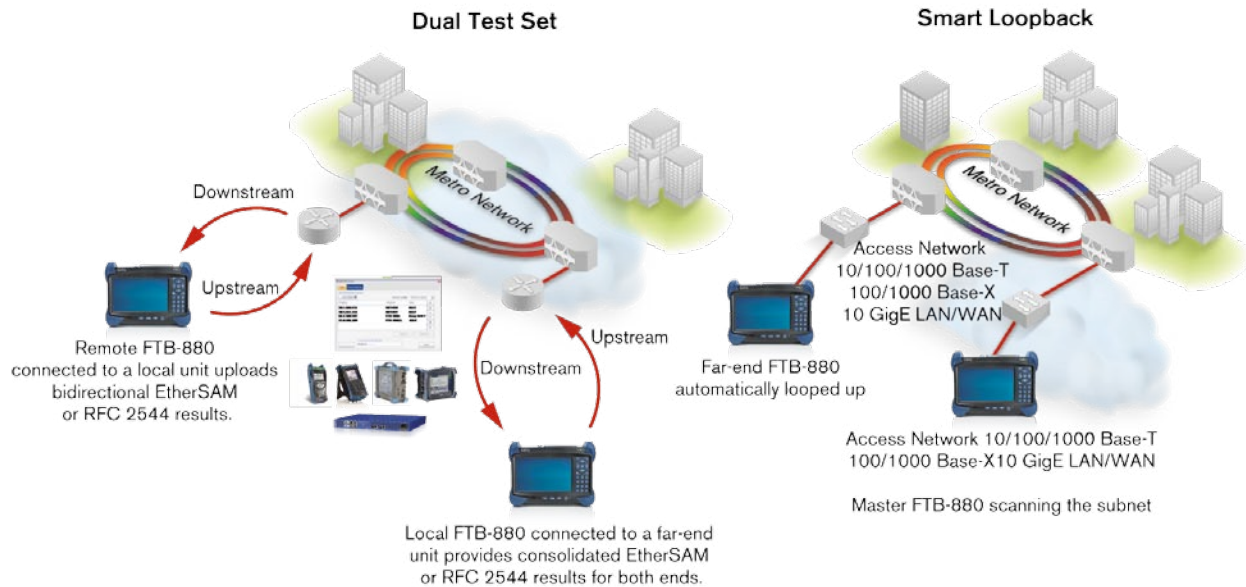 Dual Test Set
Smart Loopback
Metro Network
Downstream
Upstream
Remote FTB-880
connected to a local unit uploads
bidirectional EtherSAM
or RFC 2544 results.
Upstream
Downstream
Local FTB-880 connected to a far-end
unit provides consolidated EtherSAM
or RFC 2544 results for both ends.
Metro Network
Access Network
10/100/1000 Base-T
100/1000 Base-X
10 GigE LAN/WAN
Far-end FTB-880
automatically looped up
Access Network 10/100/1000 Base-T
100/1000 Base-X10 GigE LAN/WAN
Master FTB-880 scanning the subnet